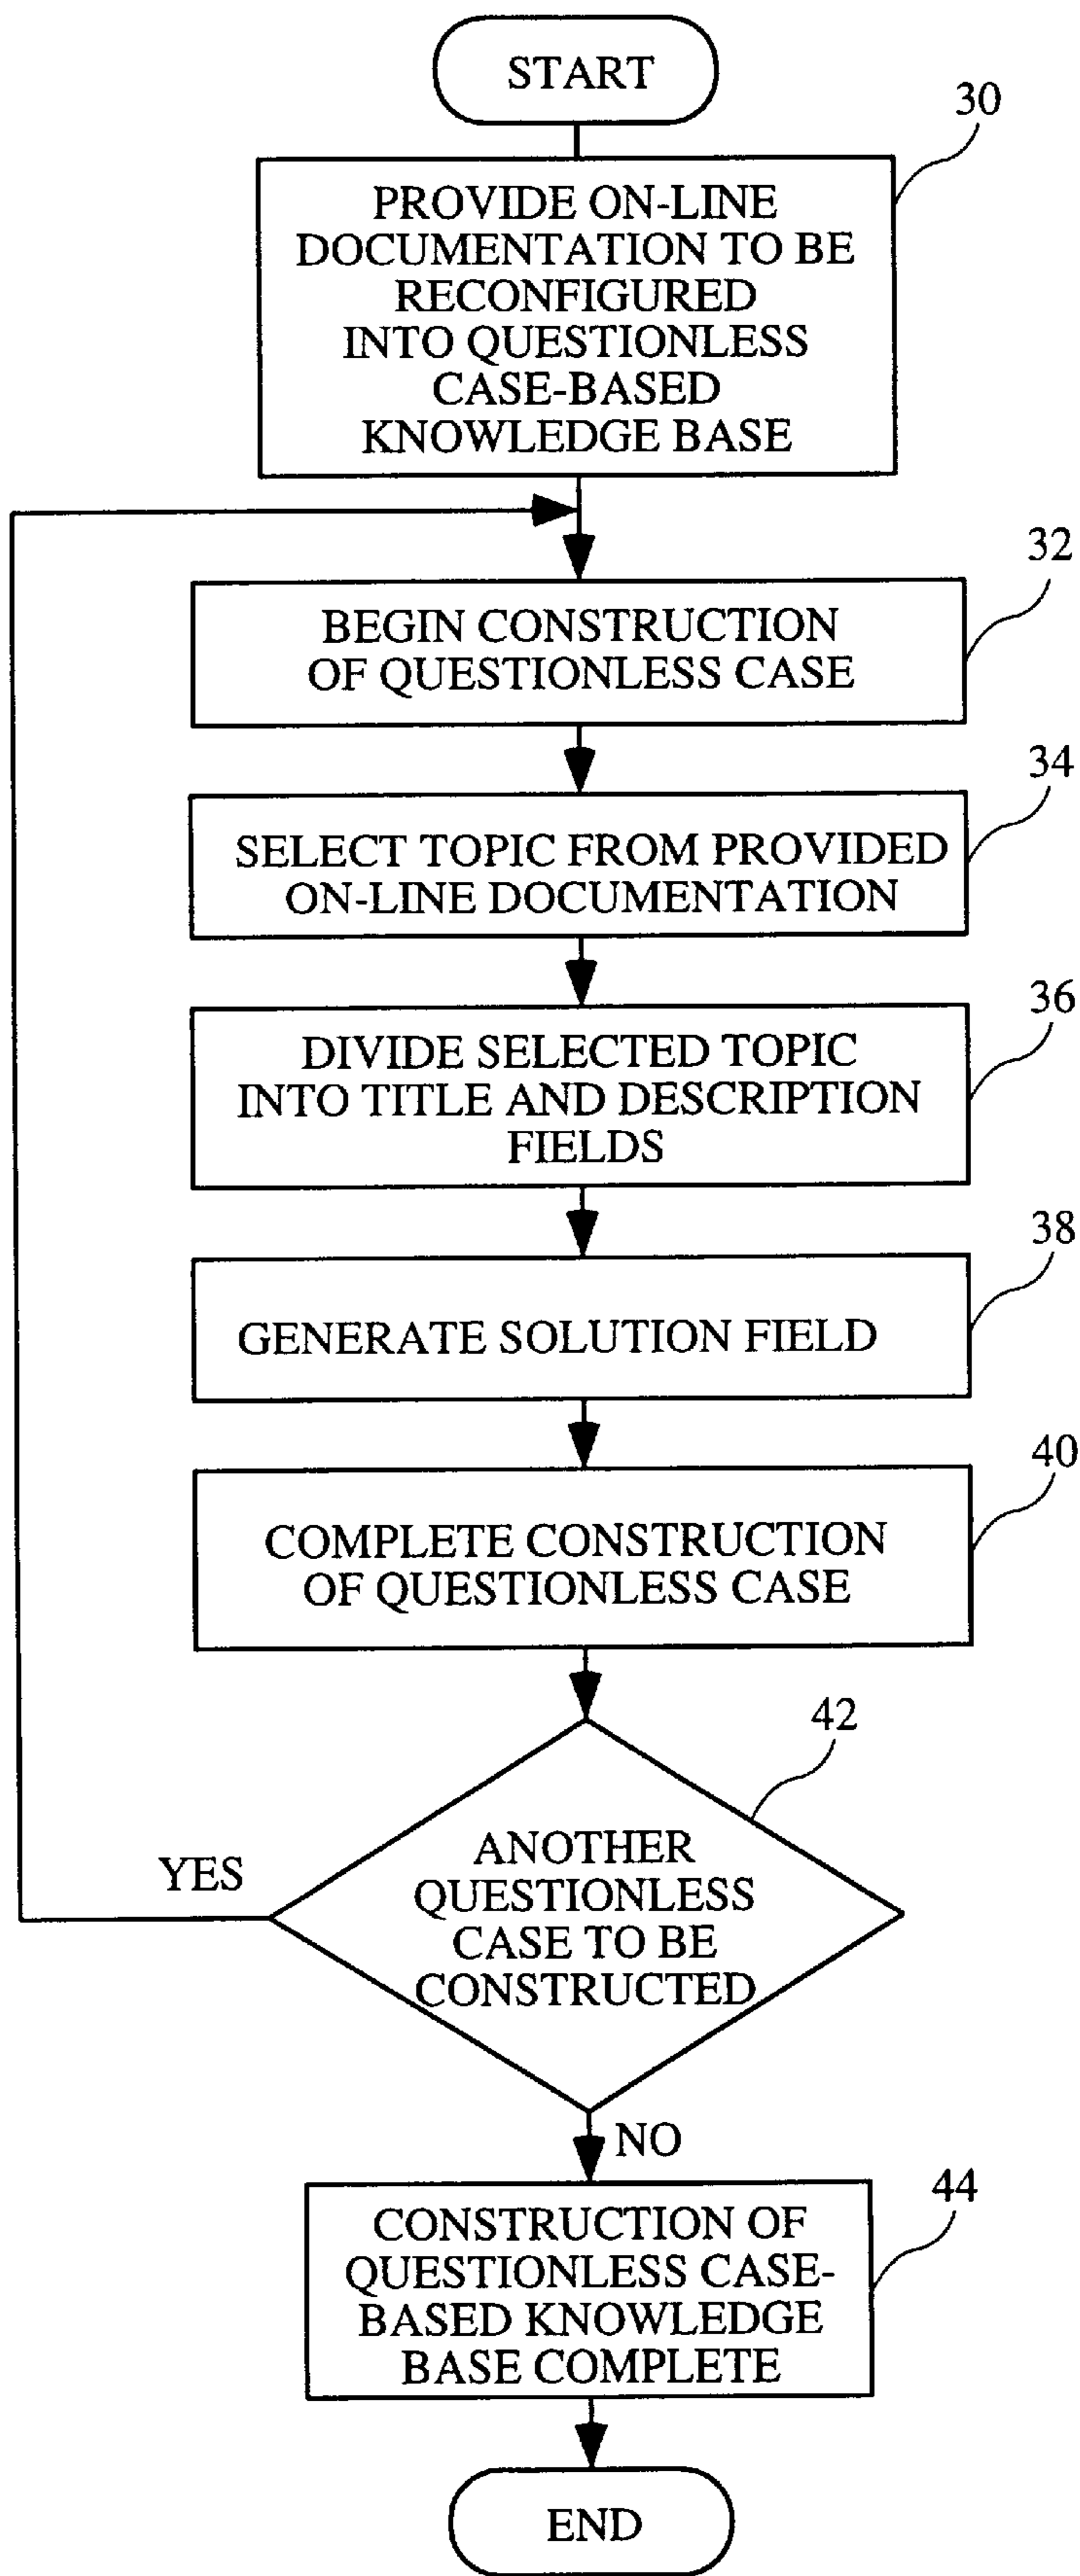 START
30
PROVIDE ON-LINE
DOCUMENTATION TO BE
RECONFIGURED
INTO QUESTIONLESS
CASE-BASED
KNOWLEDGE BASE
32
BEGIN CONSTRUCTION
OF QUESTIONLESS CASE
34
SELECT TOPIC FROM PROVIDED
ON-LINE DOCUMENTATION
36
DIVIDE SELECTED TOPIC
INTO TITLE AND DESCRIPTION
FIELDS
38
GENERATE SOLUTION FIELD
40
COMPLETE CONSTRUCTION
OF QUESTIONLESS CASE
42
ANOTHER
QUESTIONLESS
CASE TO BE
CONSTRUCTED
YES
NO
44
CONSTRUCTION OF
QUESTIONLESS CASE-
BASED KNOWLEDGE
BASE COMPLETE
END